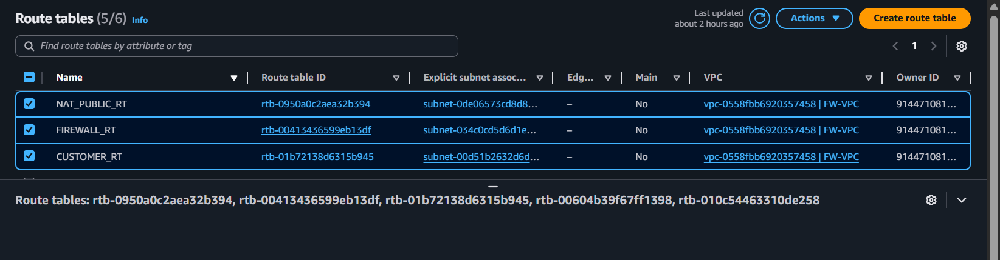 Route tables (5/6) Info
Last updated
about 2 hours ago
Actions
Create route table
Find route tables by attribute or tag
1
Name Route table ID Explicit subnet assoc... Edg... Main VPC Owner ID
NAT_PUBLIC_RT rtb-0950a0c2aea32b394 subnet-0de06573cd8d8... – No vpc-0558fbb6920357458 | FW-VPC 914471081...
FIREWALL_RT rtb-00413436599eb13df subnet-034c0cd5d6d1e... – No vpc-0558fbb6920357458 | FW-VPC 914471081...
CUSTOMER_RT rtb-01b72138d6315b945 subnet-00d51b2632d6d... – No vpc-0558fbb6920357458 | FW-VPC 914471081...
Route tables: rtb-0950a0c2aea32b394, rtb-00413436599eb13df, rtb-01b72138d6315b945, rtb-00604b39f67ff1398, rtb-010c54463310de258